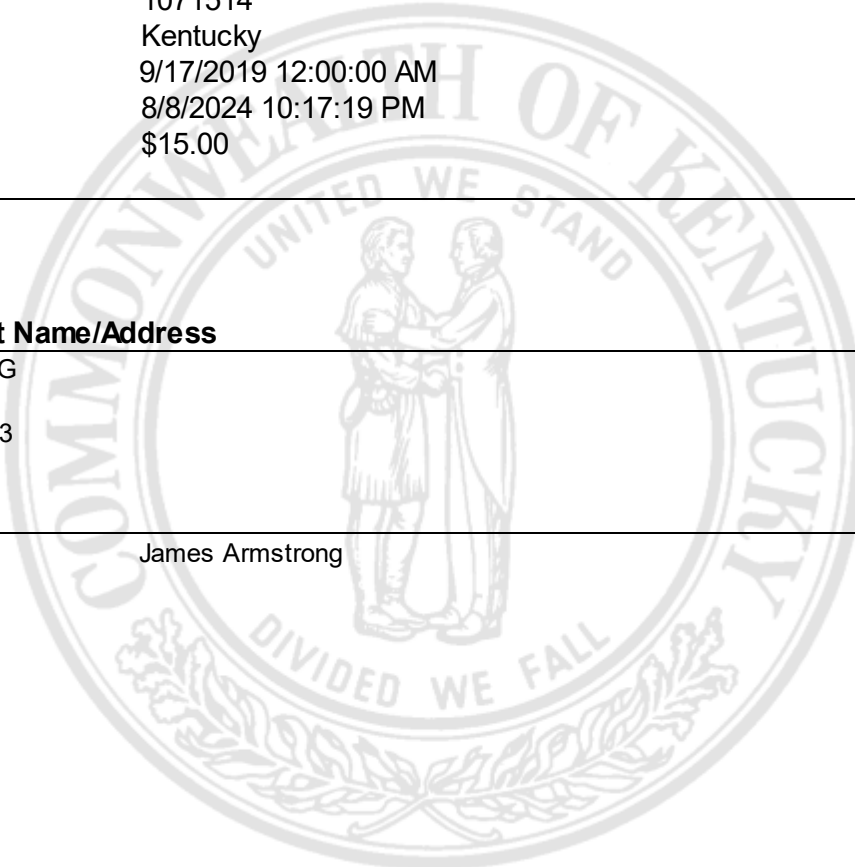 1071514
Kentucky
9/17/2019 12:00:00 AM
8/8/2024 10:17:19 PM
$15.00
COMMONWEALTH OF KENTUCKY
UNITED WE STAND
t Name/Address
G
3
James Armstrong
DIVIDED WE FALL